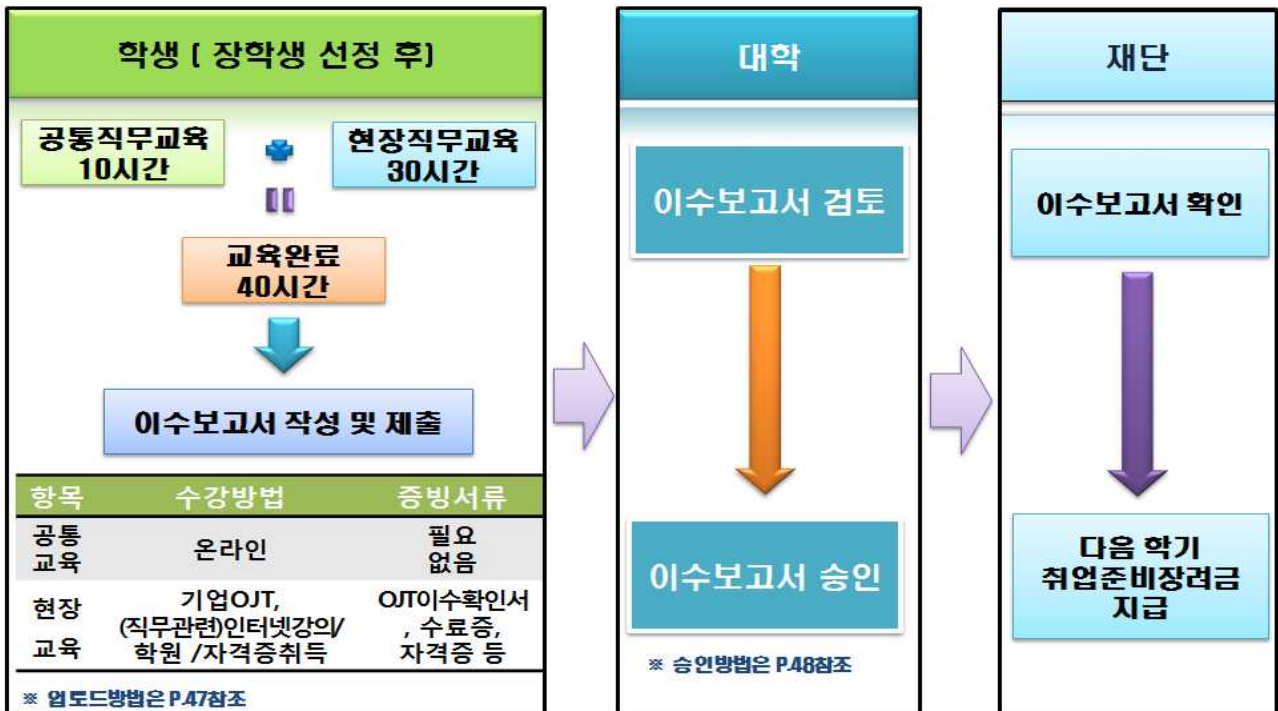 학생 ( 장학생 선정 후)
공통직무교육
10시간
현장직무교육
30시간
교육완료
40시간
이수보고서 작성 및 제출
항목 수강방법 증빙서류
공통
교육
온라인
필요
없음
현장
교육
기업OJT,
(직무관련)인터넷강의/
학원 /자격증취득
OJT이수확인서
, 수료증,
자격증 등
※ 업로드방법은 P.47참조
대학
이수보고서 검토
이수보고서 승인
※ 승인방법은 P.48참조
재단
이수보고서 확인
다음 학기
취업준비장려금
지급